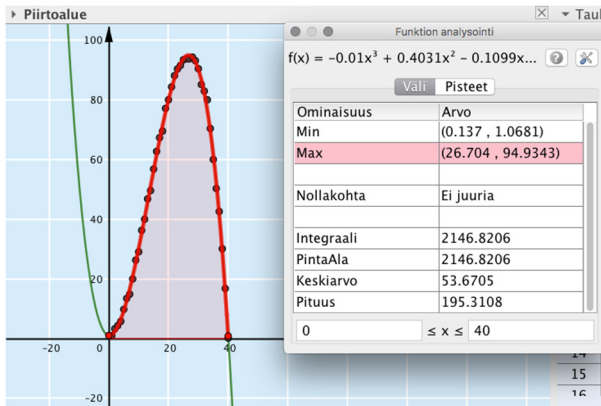 Piirtoalue
Taul
100
80
60
40
20
-20
0
20
40
-20
Funktion analysointi
f(x) = −0.01x³ + 0.4031x² − 0.1099x...
Väli Pisteet
Ominaisuus Arvo
Min (0.137 , 1.0681)
Max (26.704 , 94.9343)
Nollakohta Ei juuria
Integraali 2146.8206
PintaAla 2146.8206
Keskiarvo 53.6705
Pituus 195.3108
0 ≤ x ≤ 40
14
15
16